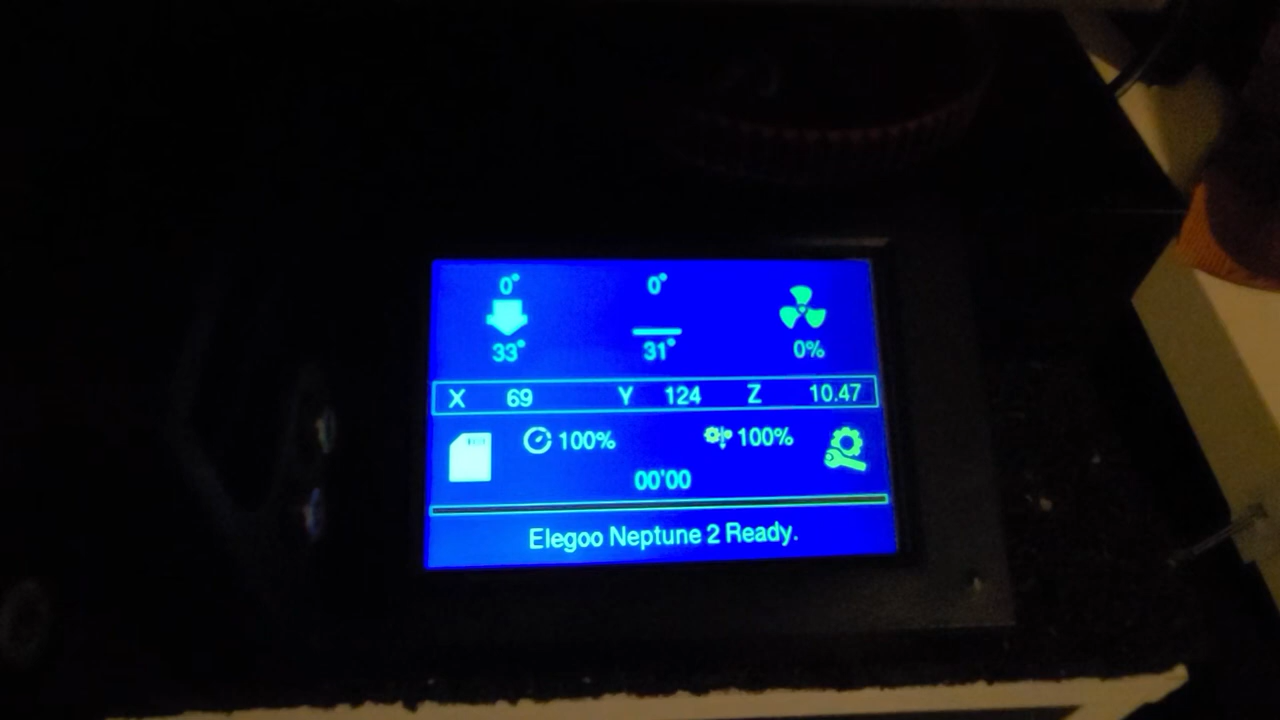 0° 0°
33° 31° 0%
X 69 Y 124 Z 10.47
100% 100%
00'00
Elegoo Neptune 2 Ready.